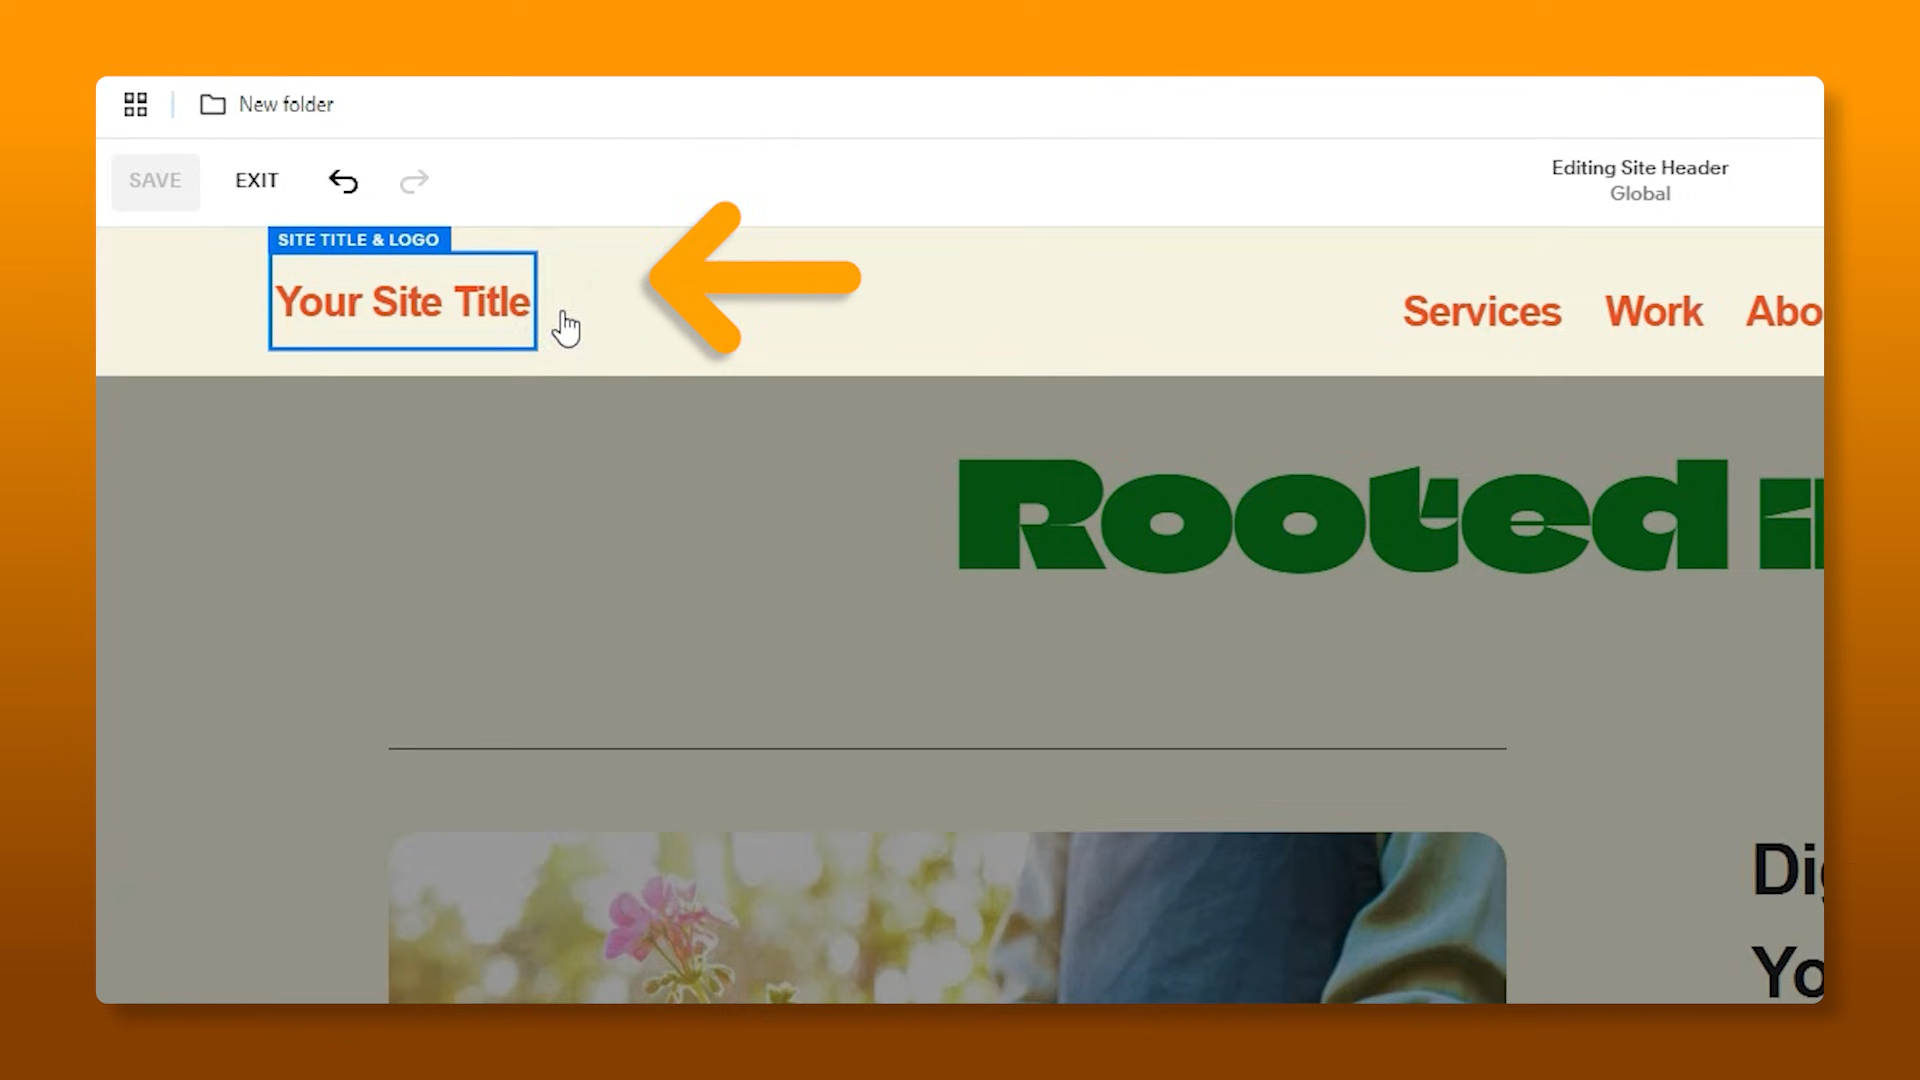 New folder
SAVE EXIT
Editing Site Header
Global
SITE TITLE & LOGO
Your Site Title
Services Work Abo
Rooted i
Di
Yo